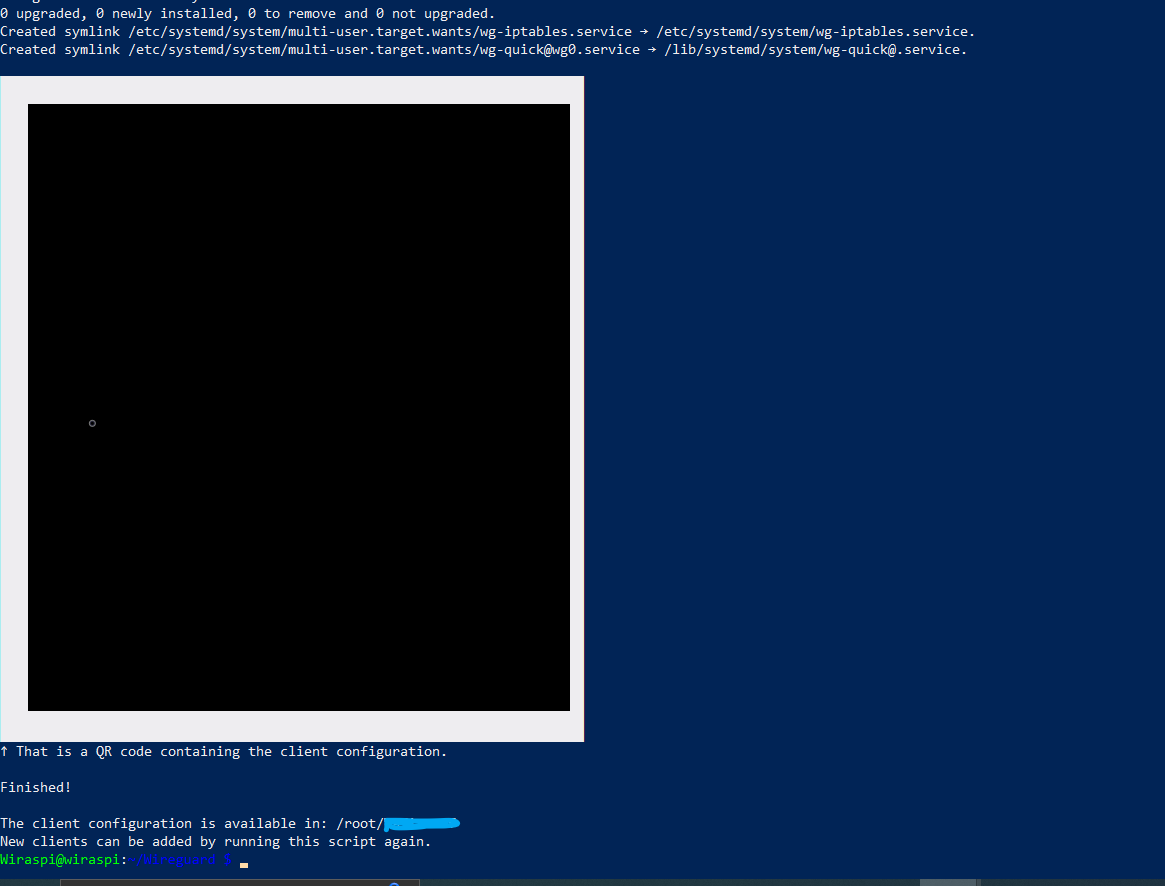 0 upgraded, 0 newly installed, 0 to remove and 0 not upgraded.
Created symlink /etc/systemd/system/multi-user.target.wants/wg-iptables.service → /etc/systemd/system/wg-iptables.service.
Created symlink /etc/systemd/system/multi-user.target.wants/wg-quick@wg0.service → /lib/systemd/system/wg-quick@.service.
↑ That is a QR code containing the client configuration.
Finished!
The client configuration is available in: /root/
New clients can be added by running this script again.
Wiraspi@wiraspi:~/Wireguard $